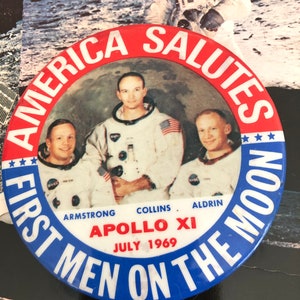 AMERICA SALUTES
ARMSTRONG COLLINS ALDRIN
APOLLO XI
JULY 1969
FIRST MEN ON THE MOON